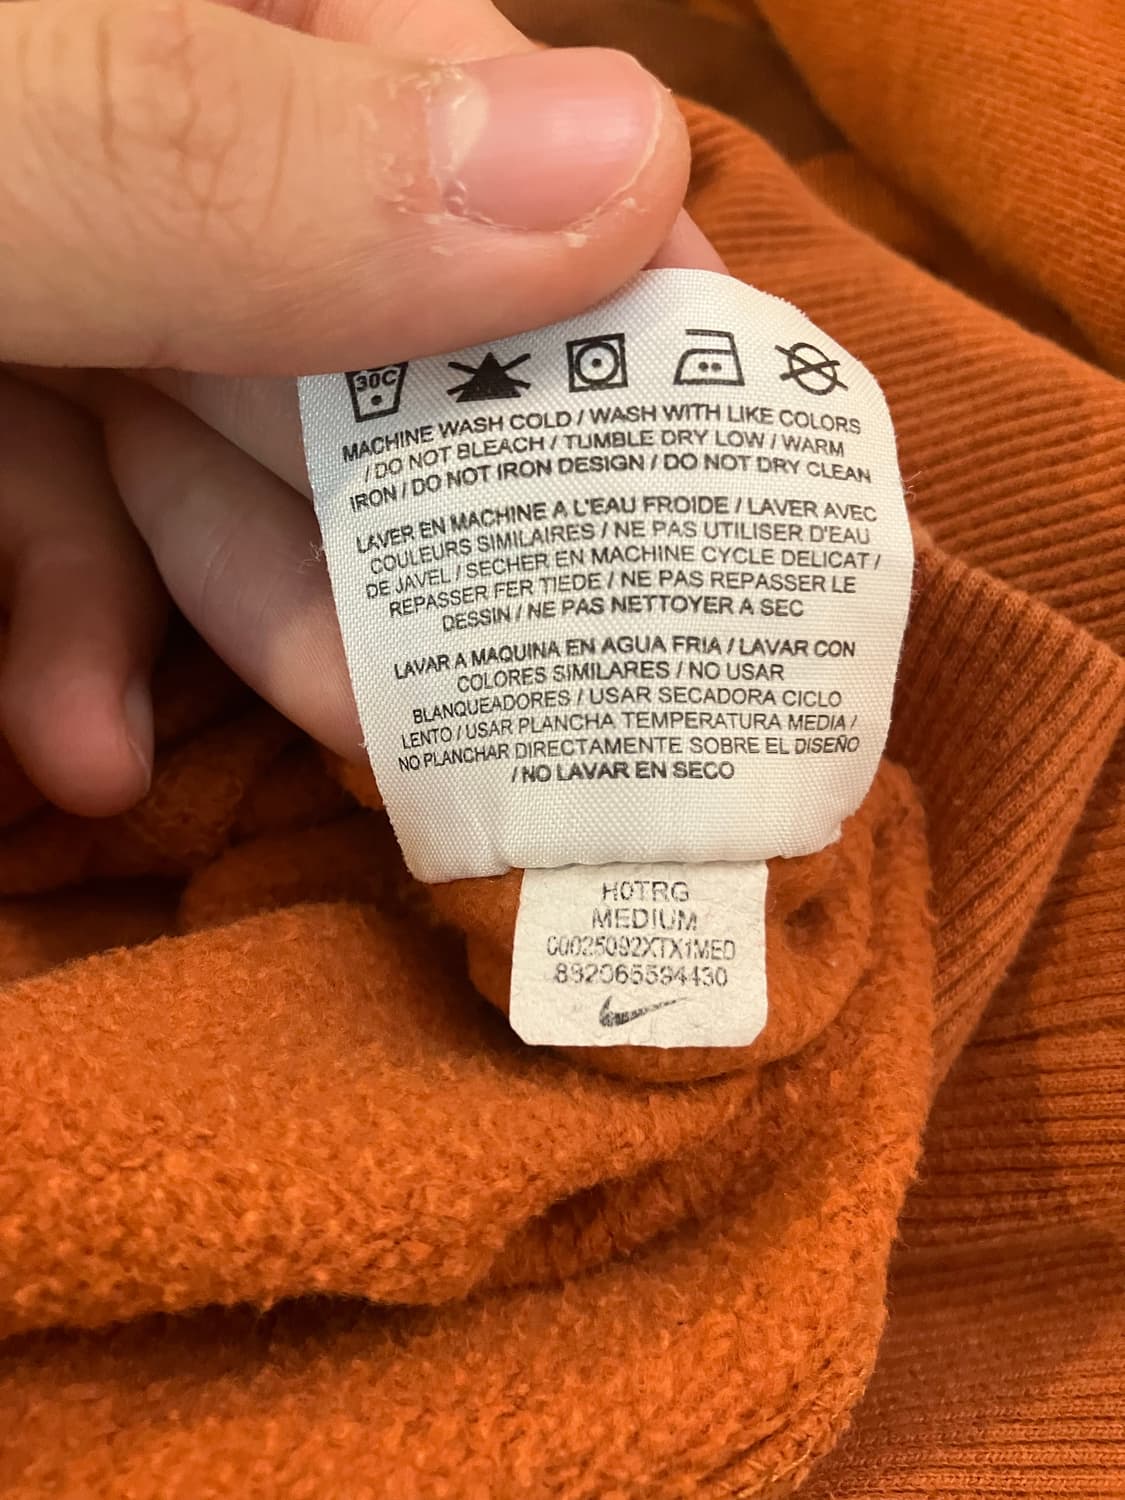 30C
MACHINE WASH COLD / WASH WITH LIKE COLORS
/ DO NOT BLEACH / TUMBLE DRY LOW / WARM
IRON / DO NOT IRON DESIGN / DO NOT DRY CLEAN
LAVER EN MACHINE A L'EAU FROIDE / LAVER AVEC
COULEURS SIMILAIRES / NE PAS UTILISER D'EAU
DE JAVEL / SECHER EN MACHINE CYCLE DELICAT /
REPASSER FER TIEDE / NE PAS REPASSER LE
DESSIN / NE PAS NETTOYER A SEC
LAVAR A MAQUINA EN AGUA FRIA / LAVAR CON
COLORES SIMILARES / NO USAR
BLANQUEADORES / USAR SECADORA CICLO
LENTO / USAR PLANCHA TEMPERATURA MEDIA /
NO PLANCHAR DIRECTAMENTE SOBRE EL DISEÑO
/ NO LAVAR EN SECO
H0TRG
MEDIUM